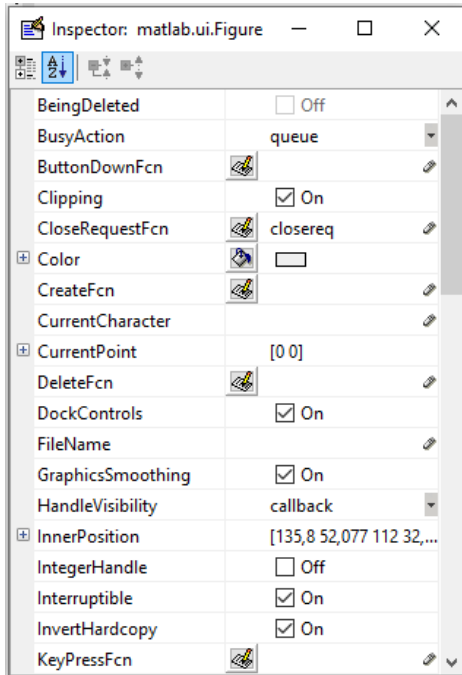 Inspector: matlab.ui.Figure
BeingDeleted Off
BusyAction queue
ButtonDownFcn
Clipping On
CloseRequestFcn closereq
Color
CreateFcn
CurrentCharacter
CurrentPoint [0 0]
DeleteFcn
DockControls On
FileName
GraphicsSmoothing On
HandleVisibility callback
InnerPosition [135,8 52,077 112 32,...
IntegerHandle Off
Interruptible On
InvertHardcopy On
KeyPressFcn